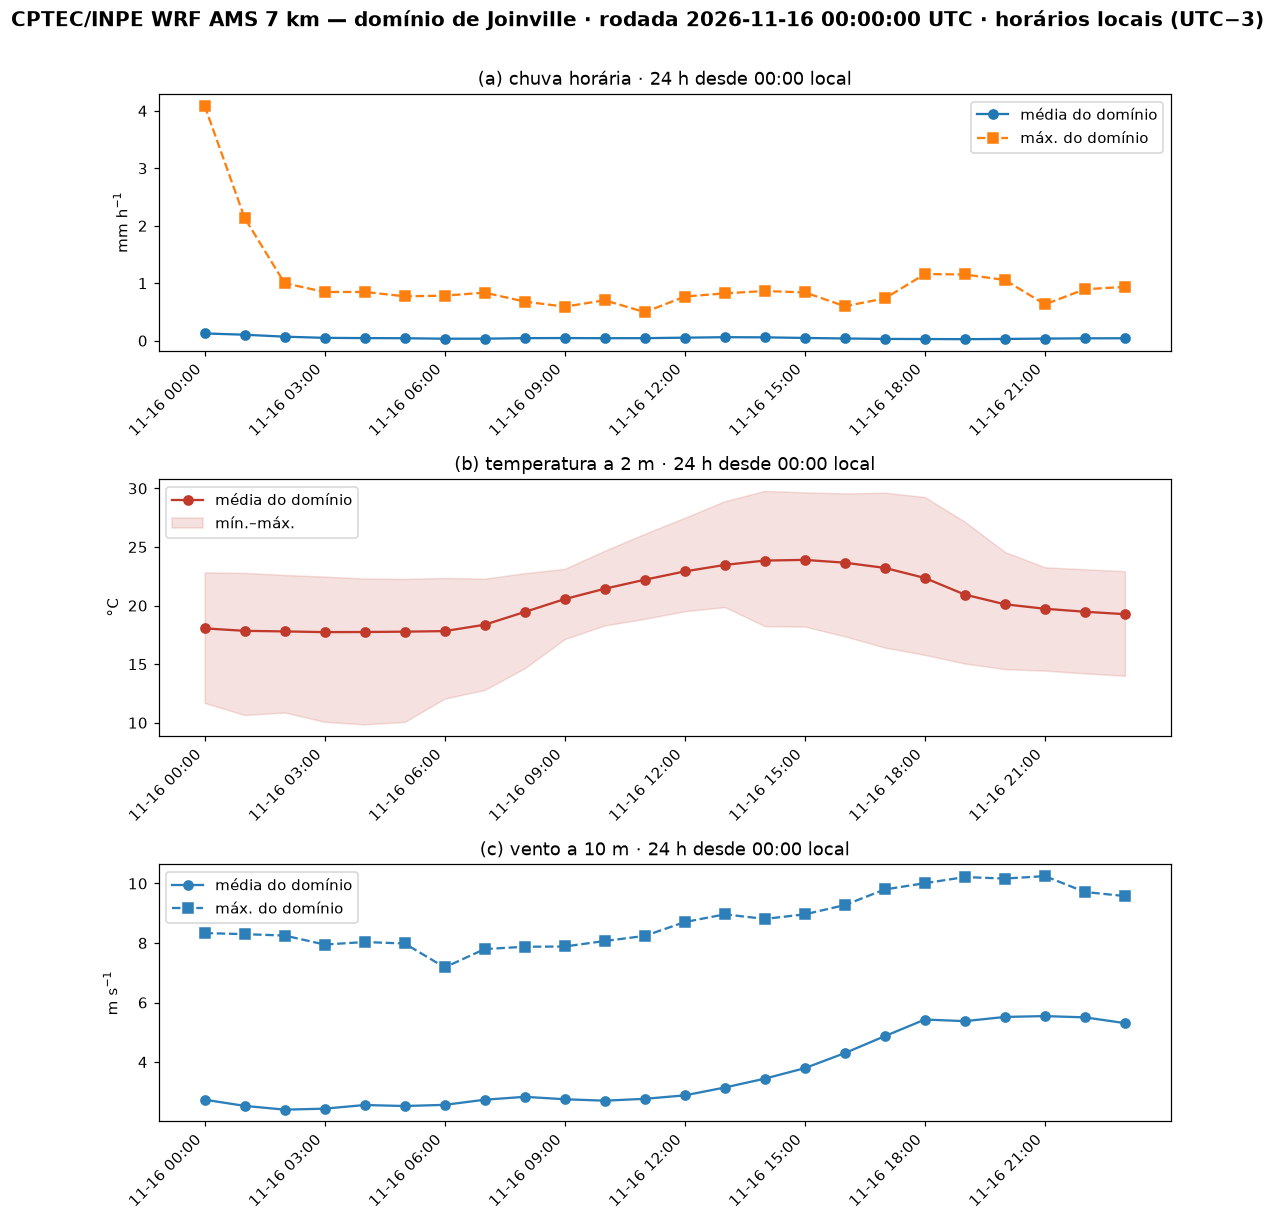 CPTEC/INPE WRF AMS 7 km — domínio de Joinville · rodada 2026-11-16 00:00:00 UTC · horários locais (UTC−3)
(a) chuva horária · 24 h desde 00:00 local
média do domínio
máx. do domínio
mm h⁻¹
4
3
2
1
0
11-16 00:00
11-16 03:00
11-16 06:00
11-16 09:00
11-16 12:00
11-16 15:00
11-16 18:00
11-16 21:00
(b) temperatura a 2 m · 24 h desde 00:00 local
média do domínio
mín.–máx.
°C
30
25
20
15
10
11-16 00:00
11-16 03:00
11-16 06:00
11-16 09:00
11-16 12:00
11-16 15:00
11-16 18:00
11-16 21:00
(c) vento a 10 m · 24 h desde 00:00 local
média do domínio
máx. do domínio
m s⁻¹
10
8
6
4
11-16 00:00
11-16 03:00
11-16 06:00
11-16 09:00
11-16 12:00
11-16 15:00
11-16 18:00
11-16 21:00